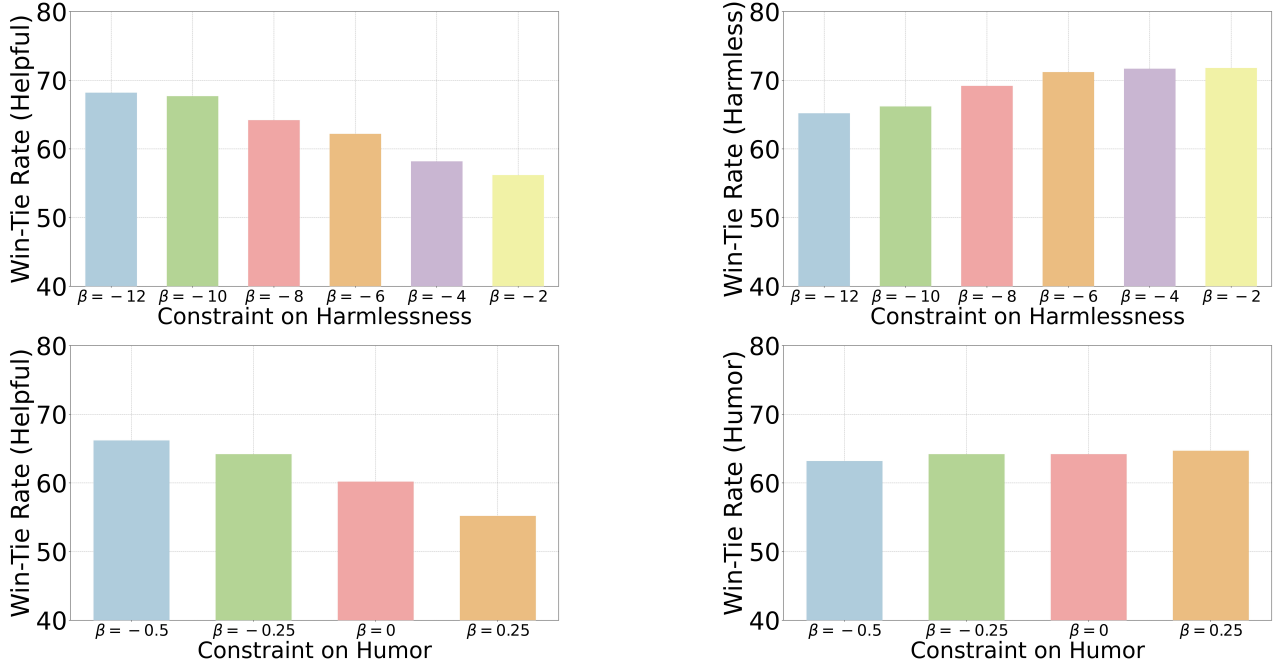 Win-Tie Rate (Helpful)
80
70
60
50
40
β = −12 β = −10 β = −8 β = −6 β = −4 β = −2
Constraint on Harmlessness
Win-Tie Rate (Harmless)
80
70
60
50
40
β = −12 β = −10 β = −8 β = −6 β = −4 β = −2
Constraint on Harmlessness
Win-Tie Rate (Helpful)
80
70
60
50
40
β = −0.5 β = −0.25 β = 0 β = 0.25
Constraint on Humor
Win-Tie Rate (Humor)
80
70
60
50
40
β = −0.5 β = −0.25 β = 0 β = 0.25
Constraint on Humor